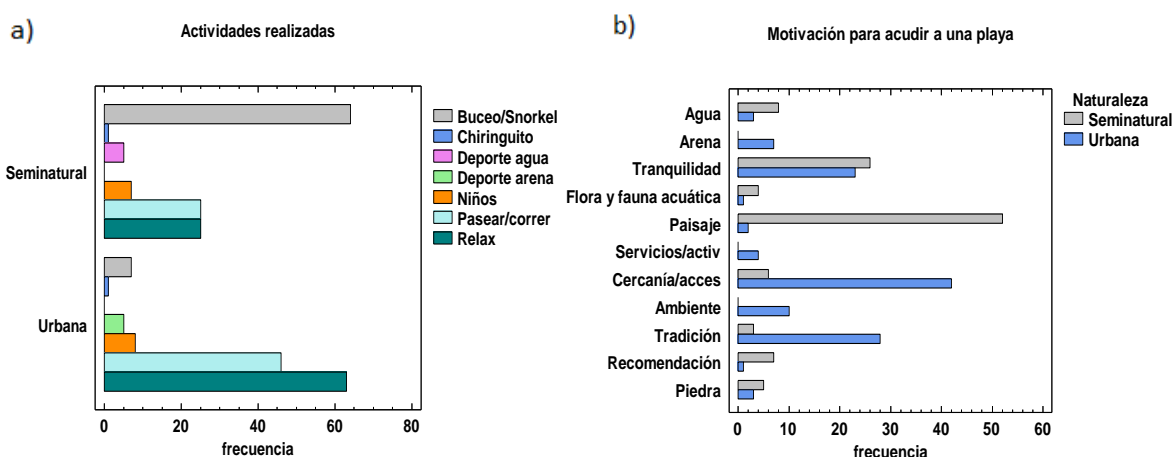 a)
Actividades realizadas
Seminatural
Urbana
0 20 40 60 80
frecuencia
Buceo/Snorkel
Chiringuito
Deporte agua
Deporte arena
Niños
Pasear/correr
Relax
b)
Motivación para acudir a una playa
Agua
Arena
Tranquilidad
Flora y fauna acuática
Paisaje
Servicios/activ
Cercanía/acces
Ambiente
Tradición
Recomendación
Piedra
0 10 20 30 40 50 60
frecuencia
Naturaleza
Seminatural
Urbana